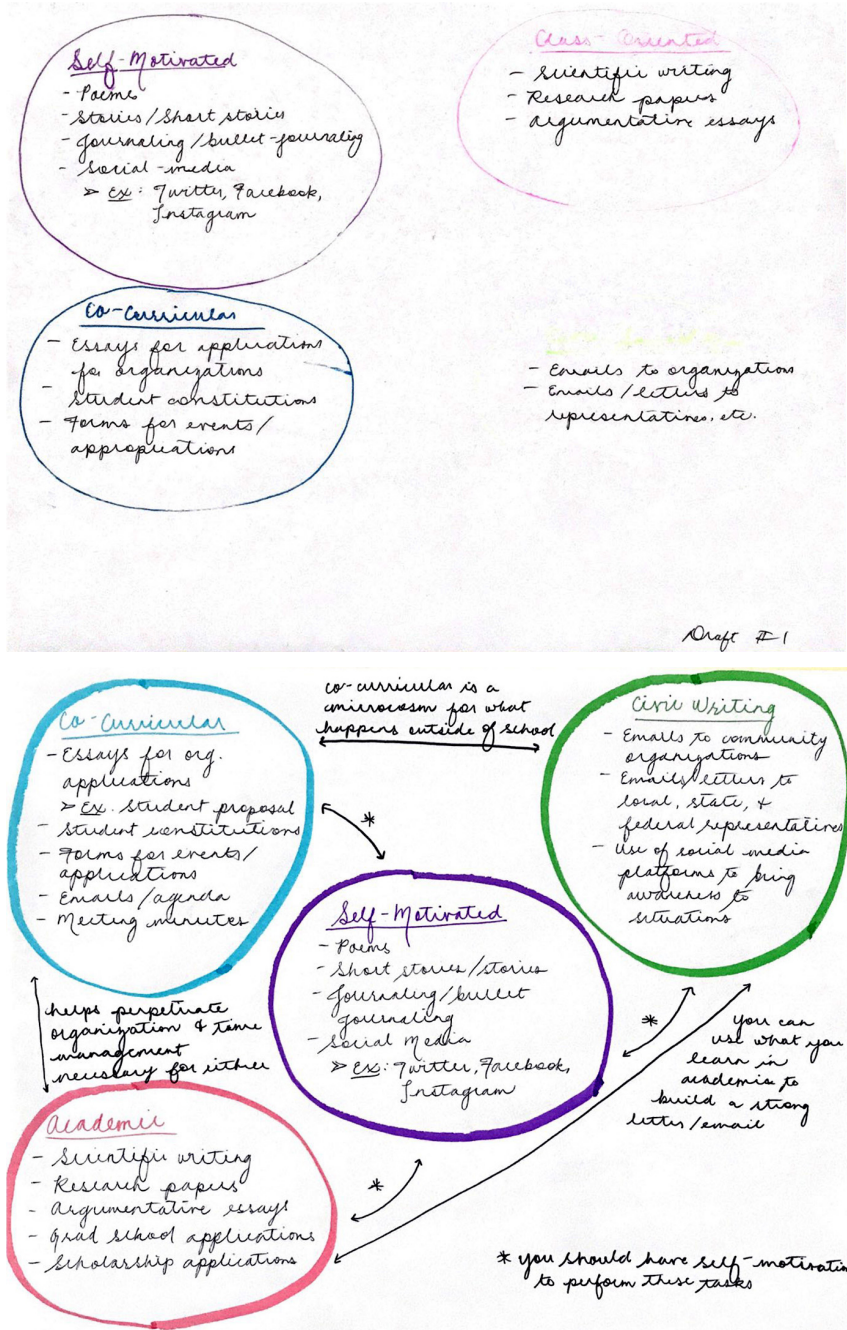 Self-Motivated
- Poems
- Stories/Short stories
- Journaling/bullet-journaling
- Social-media
> Ex: Twitter, Facebook,
Instagram
Class-Oriented
- Scientific writing
- Research papers
- Argumentative essays
Co-Curricular
- Essays for applications
for organizations
- Student constitutions
- Forms for events/
appropriations
- Emails to organizations
- Emails/letters to
representatives, etc.
Draft #1
Co-Curricular
- Essays for org.
applications
> Ex. Student proposal
- Student constitutions
- Forms for events/
applications
- Emails/agenda
- Meeting minutes
co-curricular is a
microcosm for what
happens outside of school
Civic Writing
- Emails to community
organizations
- Emails/letters to
local, state, &
federal representatives
- Use of social media
platforms to bring
awareness to
situations
*
Self-Motivated
- Poems
- Short stories/stories
- Journaling/bullet
journaling
- Social Media
> Ex: Twitter, Facebook,
Instagram
helps perpetuate
organization & time
management
necessary for either
*
You can
use what you
learn in
academia to
build a strong
letter/email
Academic
- Scientific writing
- Research papers
- Argumentative essays
- Grad school applications
- Scholarship applications
*
* you should have self-motivation
to perform these tasks